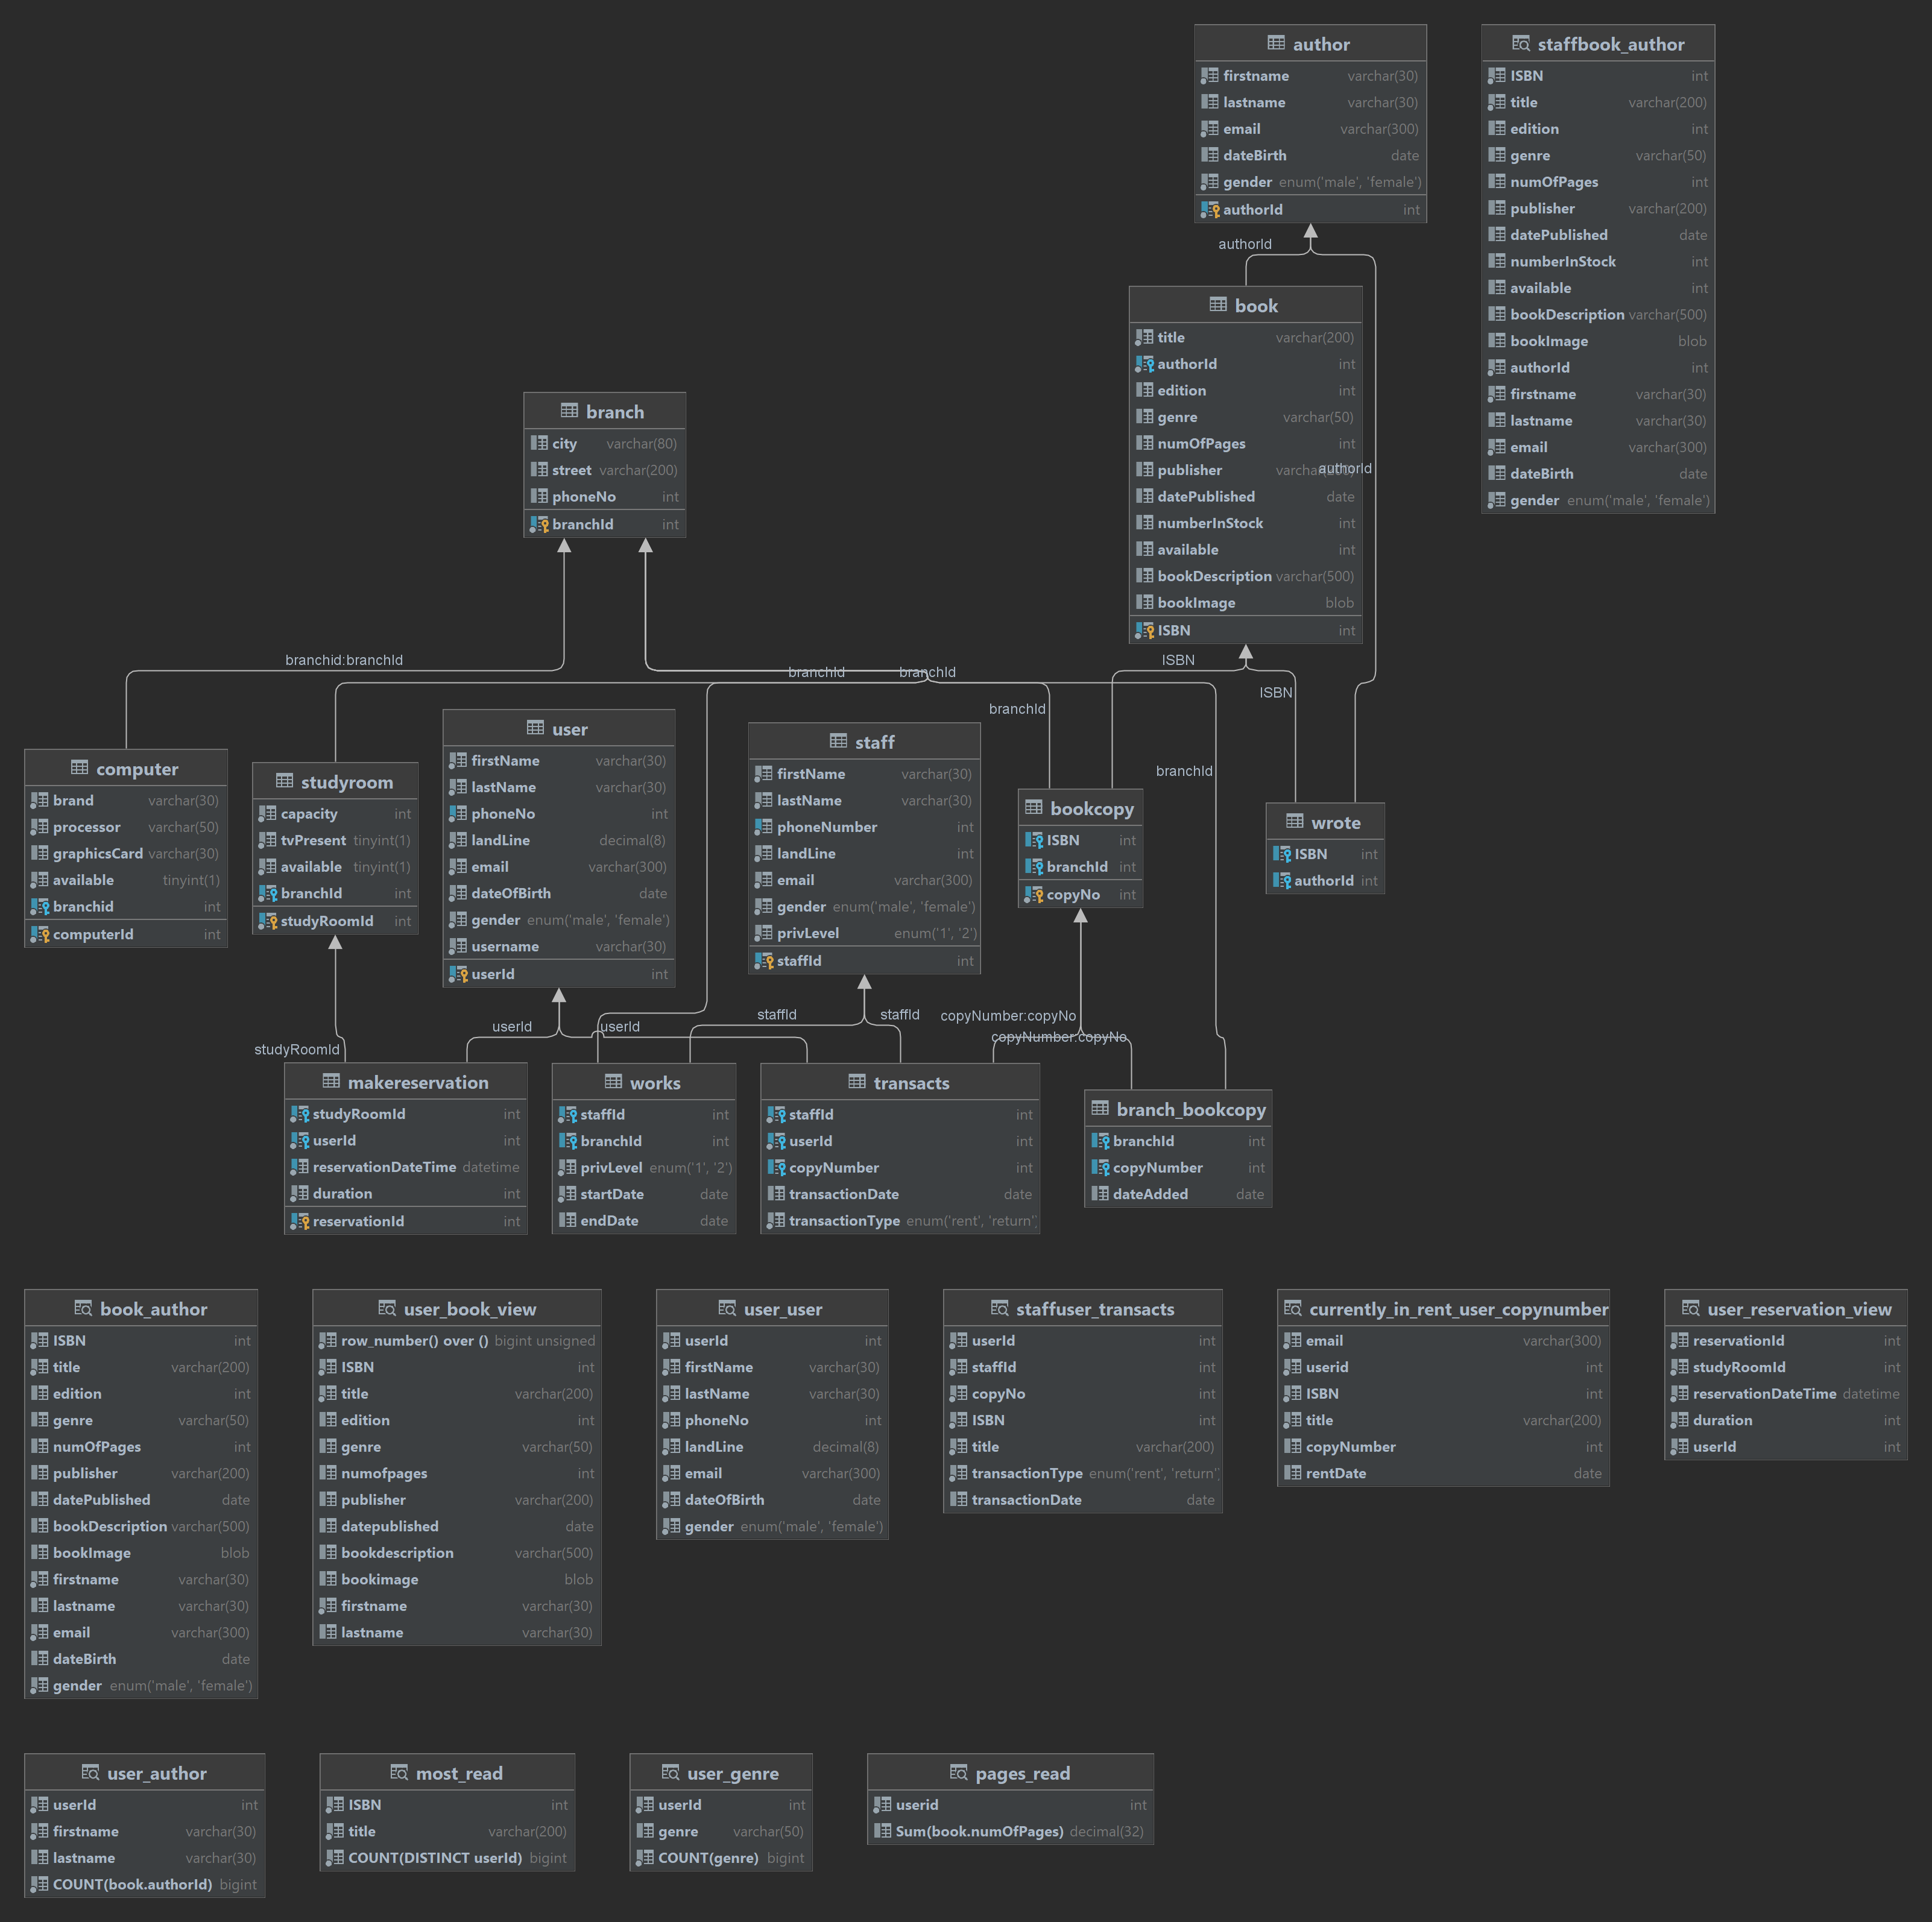 author
firstname varchar(30)
lastname varchar(30)
email varchar(300)
dateBirth date
gender enum('male', 'female')
authorId int
staffbook_author
ISBN int
title varchar(200)
edition int
genre varchar(50)
numOfPages int
publisher varchar(200)
datePublished date
numberInStock int
available int
bookDescription varchar(500)
bookImage blob
authorId int
firstname varchar(30)
lastname varchar(30)
email varchar(300)
dateBirth date
gender enum('male', 'female')
authorId
book
title varchar(200)
authorId int
edition int
genre varchar(50)
numOfPages int
publisher varchar(200)
authorId
datePublished date
numberInStock int
available int
bookDescription varchar(500)
bookImage blob
ISBN int
branch
city varchar(80)
street varchar(200)
phoneNo int
branchId int
branchid:branchId
branchId
branchId
ISBN
ISBN
branchId
branchId
computer
brand varchar(30)
processor varchar(50)
graphicsCard varchar(30)
available tinyint(1)
branchid int
computerId int
studyroom
capacity int
tvPresent tinyint(1)
available tinyint(1)
branchId int
studyRoomId int
user
firstName varchar(30)
lastName varchar(30)
phoneNo int
landLine decimal(8)
email varchar(300)
dateOfBirth date
gender enum('male', 'female')
username varchar(30)
userId int
staff
firstName varchar(30)
lastName varchar(30)
phoneNumber int
landLine int
email varchar(300)
gender enum('male', 'female')
privLevel enum('1', '2')
staffId int
bookcopy
ISBN int
branchId int
copyNo int
wrote
ISBN int
authorId int
studyRoomId
userId
userId
staffId
staffId
copyNumber:copyNo
copyNumber:copyNo
makereservation
studyRoomId int
userId int
reservationDateTime datetime
duration int
reservationId int
works
staffId int
branchId int
privLevel enum('1', '2')
startDate date
endDate date
transacts
staffId int
userId int
copyNumber int
transactionDate date
transactionType enum('rent', 'return')
branch_bookcopy
branchId int
copyNumber int
dateAdded date
book_author
ISBN int
title varchar(200)
edition int
genre varchar(50)
numOfPages int
publisher varchar(200)
datePublished date
bookDescription varchar(500)
bookImage blob
firstname varchar(30)
lastname varchar(30)
email varchar(300)
dateBirth date
gender enum('male', 'female')
user_book_view
row_number() over () bigint unsigned
ISBN int
title varchar(200)
edition int
genre varchar(50)
numofpages int
publisher varchar(200)
datepublished date
bookdescription varchar(500)
bookimage blob
firstname varchar(30)
lastname varchar(30)
user_user
userId int
firstName varchar(30)
lastName varchar(30)
phoneNo int
landLine decimal(8)
email varchar(300)
dateOfBirth date
gender enum('male', 'female')
staffuser_transacts
userId int
staffId int
copyNo int
ISBN int
title varchar(200)
transactionType enum('rent', 'return')
transactionDate date
currently_in_rent_user_copynumber
email varchar(300)
userid int
ISBN int
title varchar(200)
copyNumber int
rentDate date
user_reservation_view
reservationId int
studyRoomId int
reservationDateTime datetime
duration int
userId int
user_author
userId int
firstname varchar(30)
lastname varchar(30)
COUNT(book.authorId) bigint
most_read
ISBN int
title varchar(200)
COUNT(DISTINCT userId) bigint
user_genre
userId int
genre varchar(50)
COUNT(genre) bigint
pages_read
userid int
Sum(book.numOfPages) decimal(32)